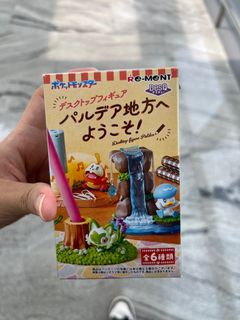 ポケットモンスター
RE-MENT
デスクトップフィギュア
パルデア地方へ
ようこそ!
Desktop figure Paldea!
全6種類